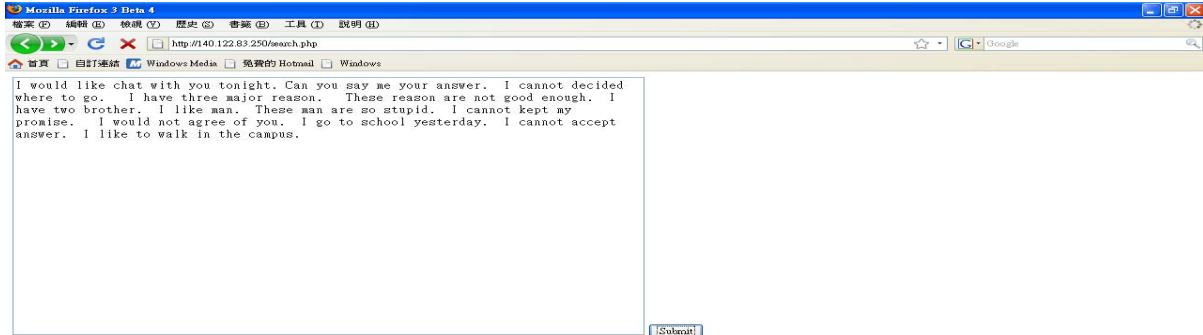 Mozilla Firefox 3 Beta 4
檔案(F) 編輯(E) 檢視(V) 歷史(S) 書籤(B) 工具(T) 說明(H)
http://140.122.83.250/search.php Google
首頁 自訂連結 Windows Media 免費的 Hotmail Windows
I would like chat with you tonight. Can you say me your answer. I cannot decided
where to go. I have three major reason. These reason are not good enough. I
have two brother. I like man. These man are so stupid. I cannot kept my
promise. I would not agree of you. I go to school yesterday. I cannot accept
answer. I like to walk in the campus.
Submit